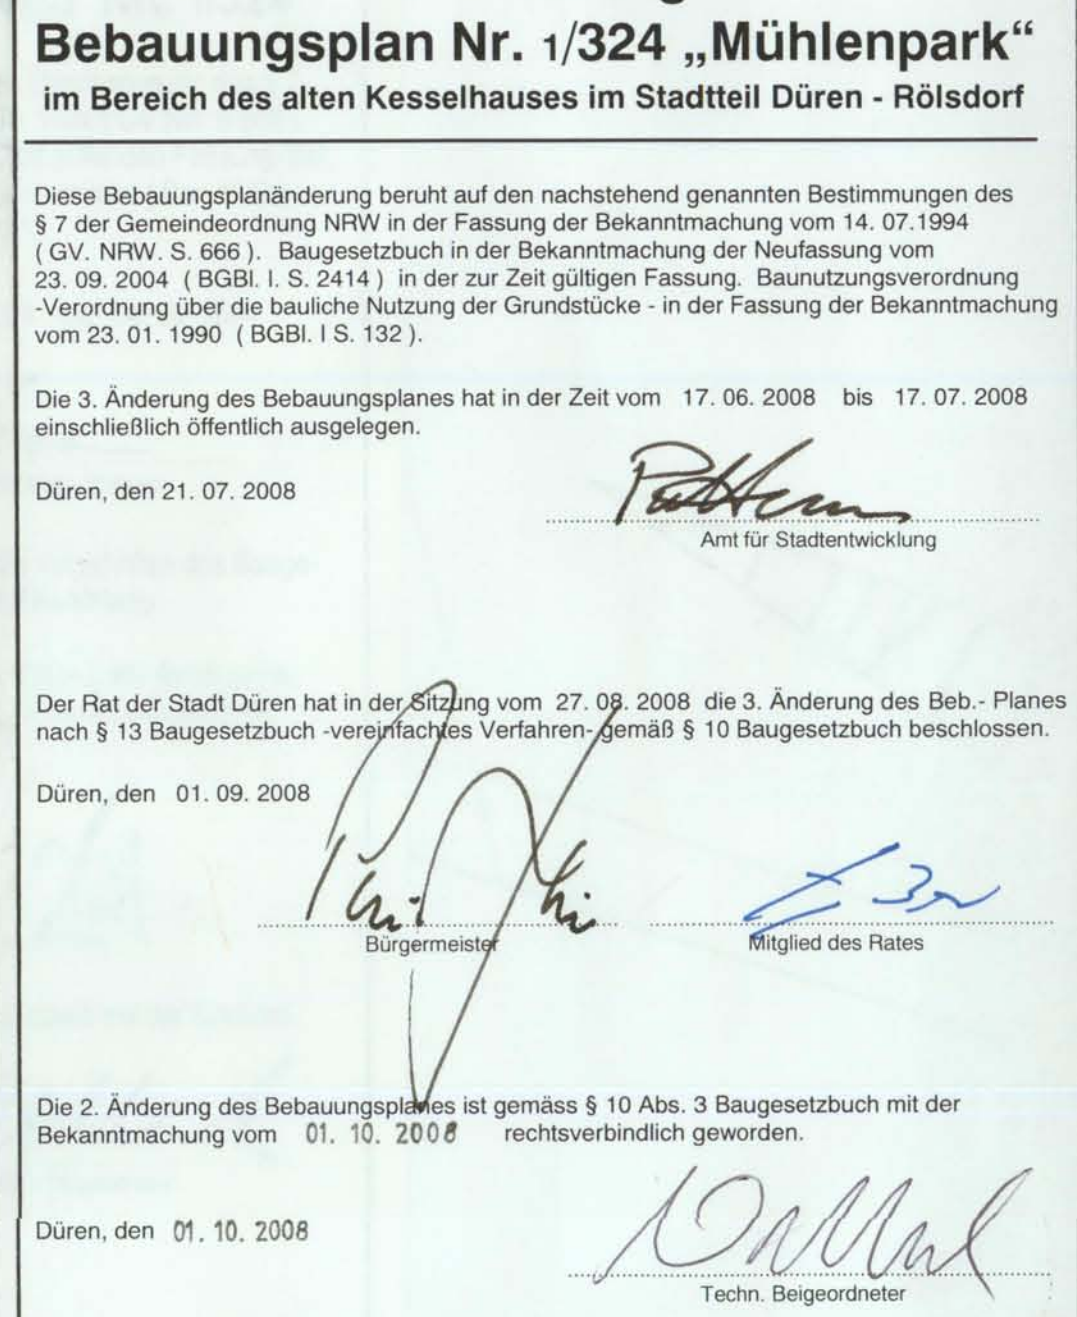 Bebauungsplan Nr. 1/324 „Mühlenpark“
im Bereich des alten Kesselhauses im Stadtteil Düren - Rölsdorf
Diese Bebauungsplanänderung beruht auf den nachstehend genannten Bestimmungen des
§ 7 der Gemeindeordnung NRW in der Fassung der Bekanntmachung vom 14. 07.1994
( GV. NRW. S. 666 ). Baugesetzbuch in der Bekanntmachung der Neufassung vom
23. 09. 2004 ( BGBl. I. S. 2414 ) in der zur Zeit gültigen Fassung. Baunutzungsverordnung
-Verordnung über die bauliche Nutzung der Grundstücke - in der Fassung der Bekanntmachung
vom 23. 01. 1990 ( BGBl. I S. 132 ).
Die 3. Änderung des Bebauungsplanes hat in der Zeit vom 17. 06. 2008 bis 17. 07. 2008
einschließlich öffentlich ausgelegen.
Düren, den 21. 07. 2008
Amt für Stadtentwicklung
Der Rat der Stadt Düren hat in der Sitzung vom 27. 08. 2008 die 3. Änderung des Beb.- Planes
nach § 13 Baugesetzbuch -vereinfachtes Verfahren- gemäß § 10 Baugesetzbuch beschlossen.
Düren, den 01. 09. 2008
Bürgermeister
Mitglied des Rates
Die 2. Änderung des Bebauungsplanes ist gemäss § 10 Abs. 3 Baugesetzbuch mit der
Bekanntmachung vom 01. 10. 2008 rechtsverbindlich geworden.
Düren, den 01. 10. 2008
Techn. Beigeordneter